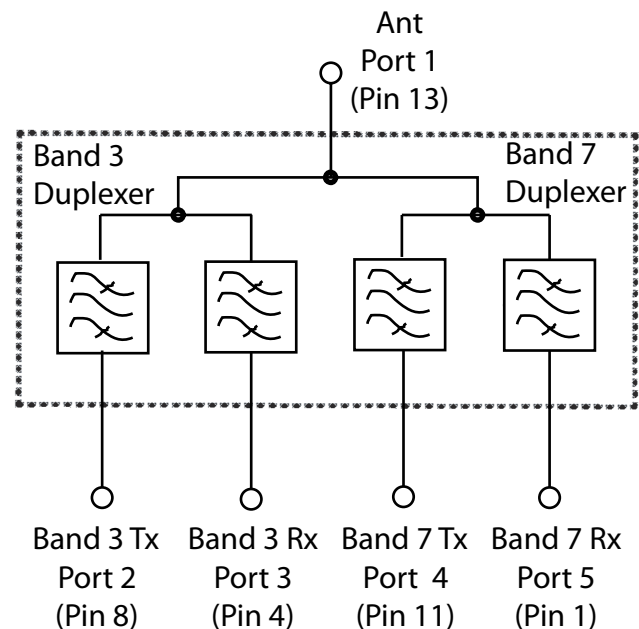 Ant
Port 1
(Pin 13)
Band 3
Duplexer
Band 7
Duplexer
Band 3 Tx
Port 2
(Pin 8)
Band 3 Rx
Port 3
(Pin 4)
Band 7 Tx
Port 4
(Pin 11)
Band 7 Rx
Port 5
(Pin 1)